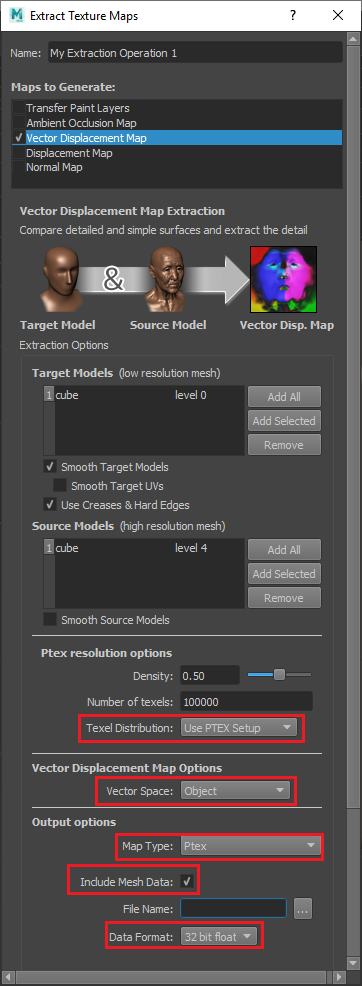 M Extract Texture Maps ? ×
Name: My Extraction Operation 1
Maps to Generate:
Transfer Paint Layers
Ambient Occlusion Map
Vector Displacement Map
Displacement Map
Normal Map
Vector Displacement Map Extraction
Compare detailed and simple surfaces and extract the detail
&
Target Model Source Model Vector Disp. Map
Extraction Options
Target Models (low resolution mesh)
1 cube level 0
Add All
Add Selected
Remove
Smooth Target Models
Smooth Target UVs
Use Creases & Hard Edges
Source Models (high resolution mesh)
1 cube level 4
Add All
Add Selected
Remove
Smooth Source Models
Ptex resolution options
Density: 0.50
Number of texels: 100000
Texel Distribution: Use PTEX Setup
Vector Displacement Map Options
Vector Space: Object
Output options
Map Type: Ptex
Include Mesh Data:
File Name: ...
Data Format: 32 bit float